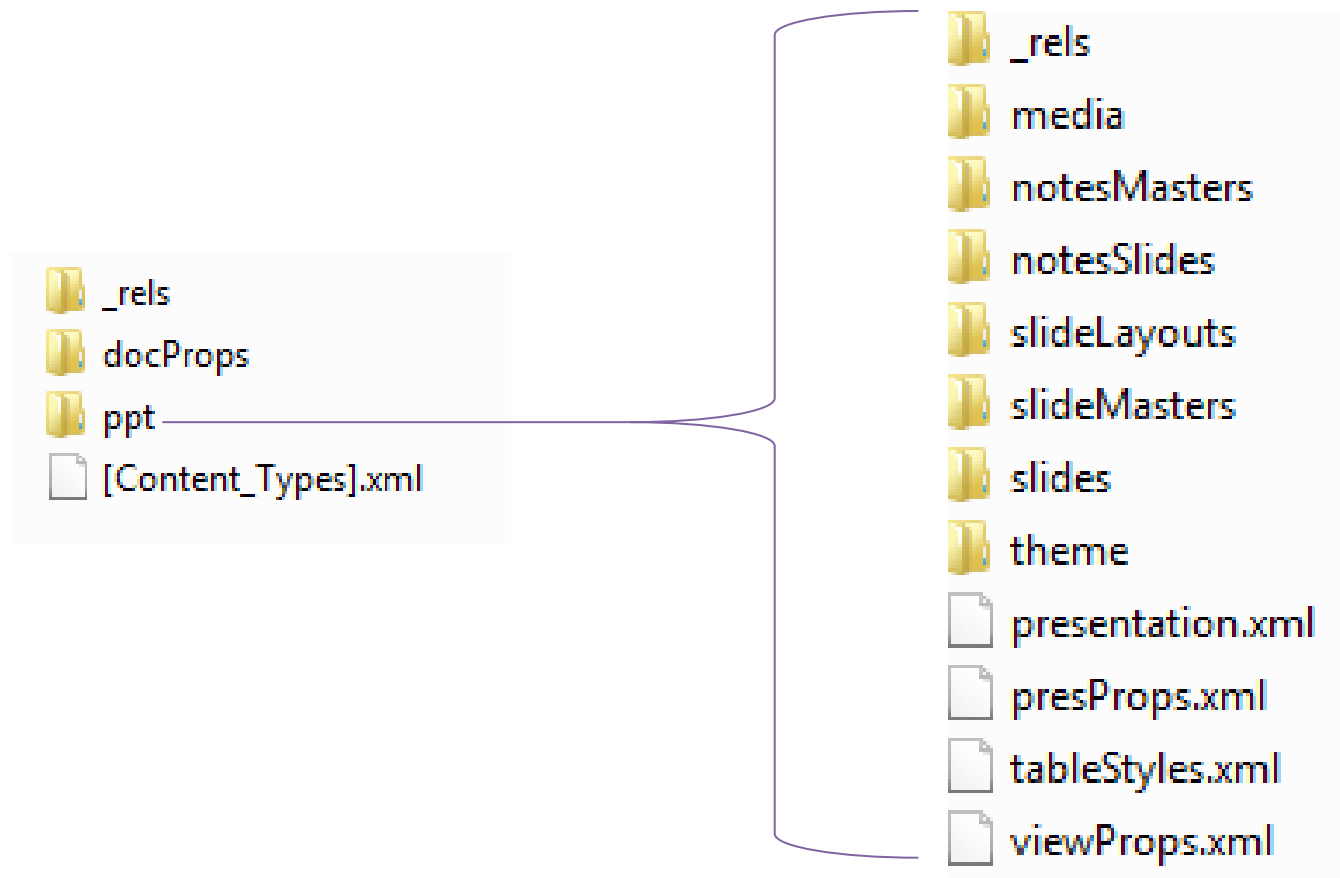 _rels
docProps
ppt
[Content_Types].xml
_rels
media
notesMasters
notesSlides
slideLayouts
slideMasters
slides
theme
presentation.xml
presProps.xml
tableStyles.xml
viewProps.xml